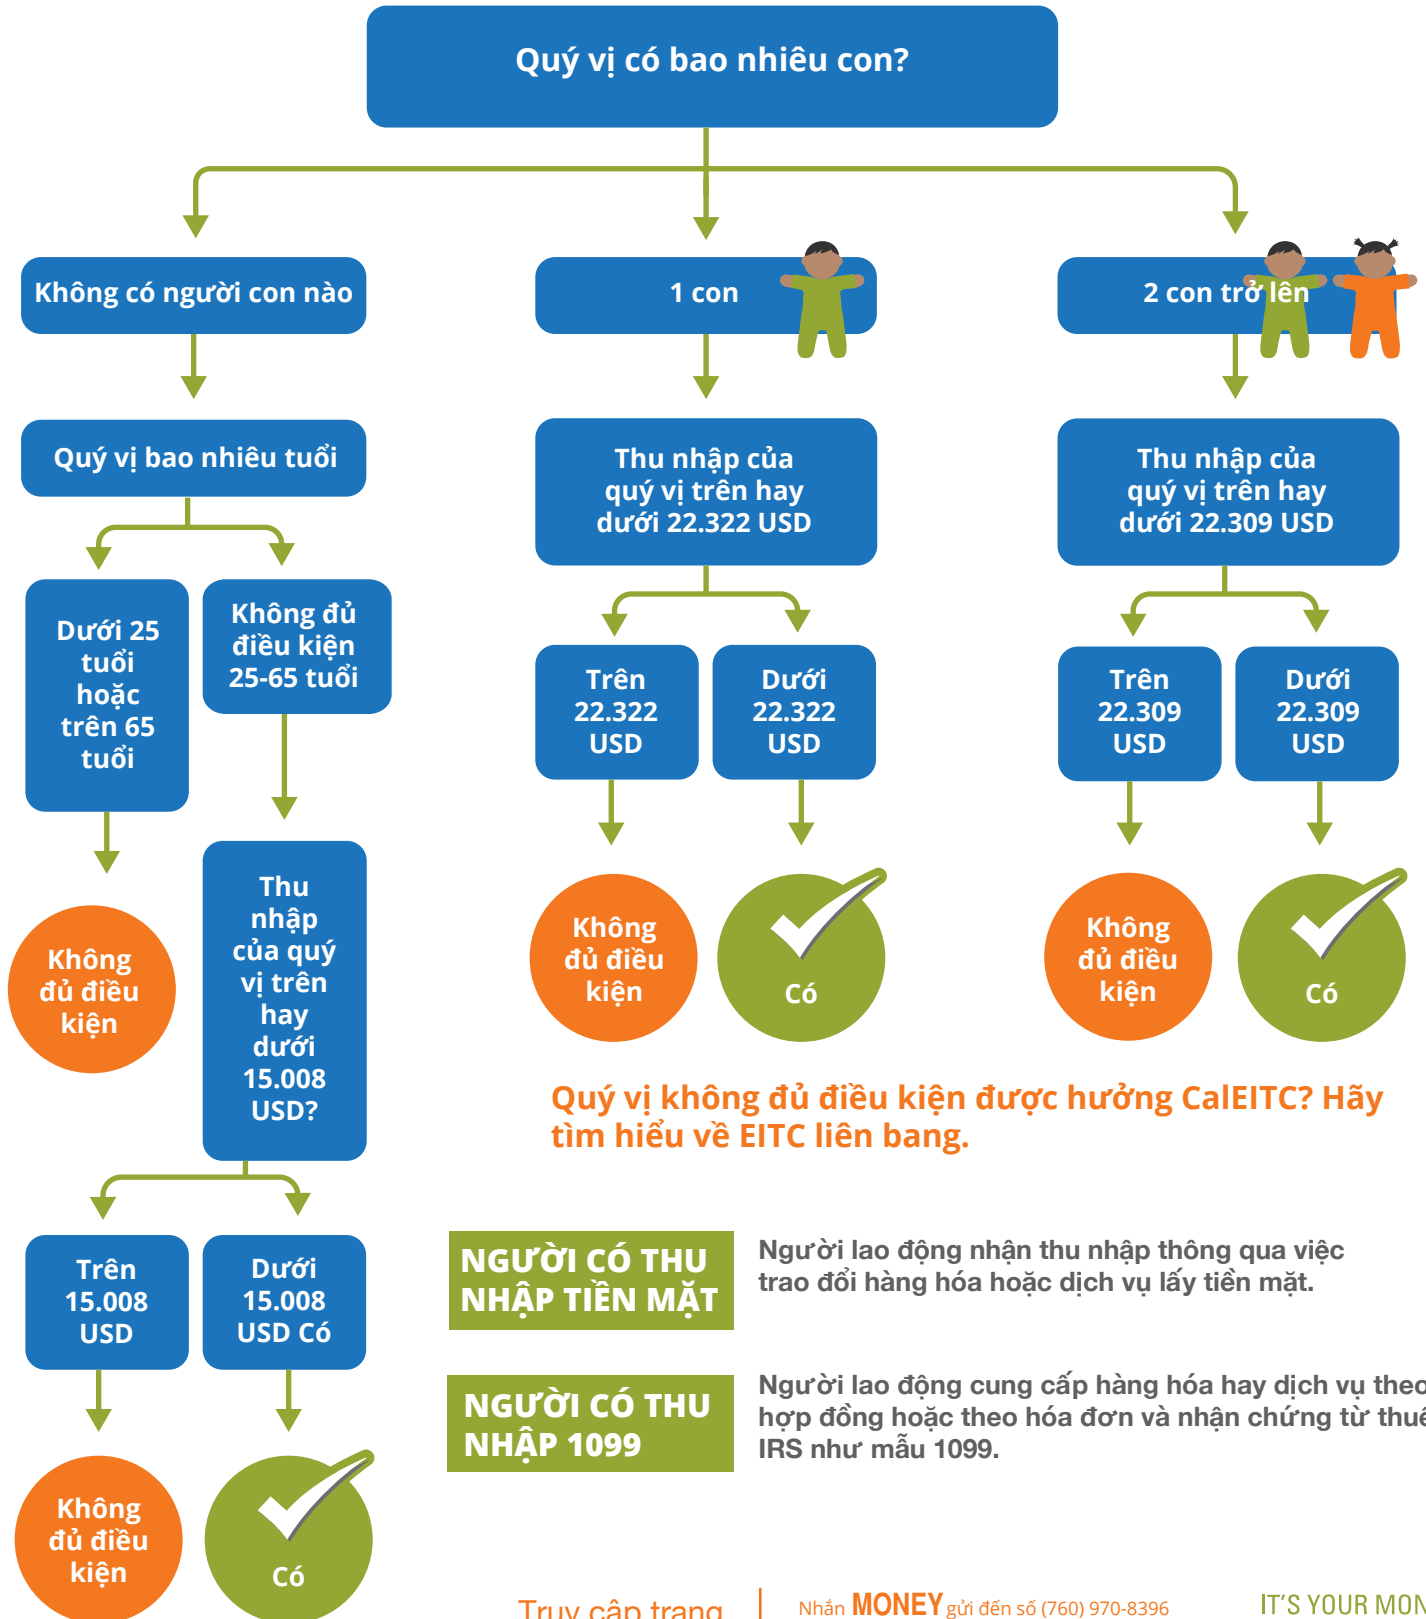 Quý vị có bao nhiêu con?
Không có người con nào
1 con
2 con trở lên
Quý vị bao nhiêu tuổi
Thu nhập của
quý vị trên hay
dưới 22.322 USD
Thu nhập của
quý vị trên hay
dưới 22.309 USD
Dưới 25
tuổi
hoặc
trên 65
tuổi
Không đủ
điều kiện
25-65 tuổi
Trên
22.322
USD
Dưới
22.322
USD
Trên
22.309
USD
Dưới
22.309
USD
Không
đủ điều
kiện
Thu
nhập
của quý
vị trên
hay
dưới
15.008
USD?
Không
đủ điều
kiện
Có
Không
đủ điều
kiện
Có
Quý vị không đủ điều kiện được hưởng CalEITC? Hãy
tìm hiểu về EITC liên bang.
Trên
15.008
USD
Dưới
15.008
USD Có
NGƯỜI CÓ THU
NHẬP TIỀN MẶT
Người lao động nhận thu nhập thông qua việc
trao đổi hàng hóa hoặc dịch vụ lấy tiền mặt.
NGƯỜI CÓ THU
NHẬP 1099
Người lao động cung cấp hàng hóa hay dịch vụ theo
hợp đồng hoặc theo hóa đơn và nhận chứng từ thuế
IRS như mẫu 1099.
Không
đủ điều
kiện
Có
Truy cập trang
Nhắn MONEY gửi đến số (760) 970-8396
IT'S YOUR MON